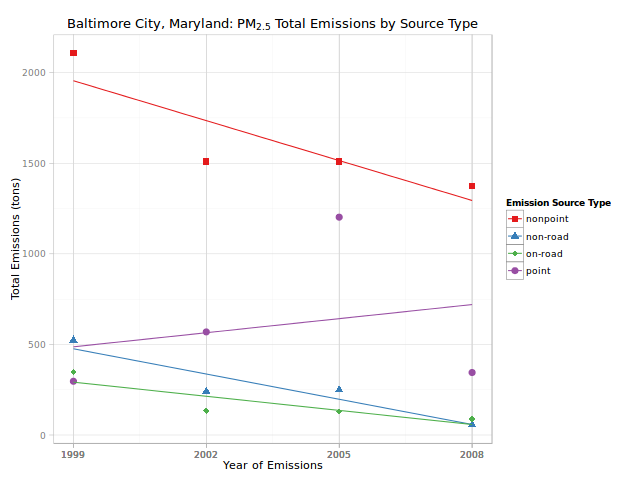 Baltimore City, Maryland: PM2.5 Total Emissions by Source Type
Total Emissions (tons)
2000
1500
1000
500
0
1999 2002 2005 2008
Year of Emissions
Emission Source Type
nonpoint
non-road
on-road
point